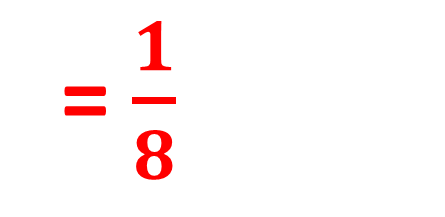 = 1/8